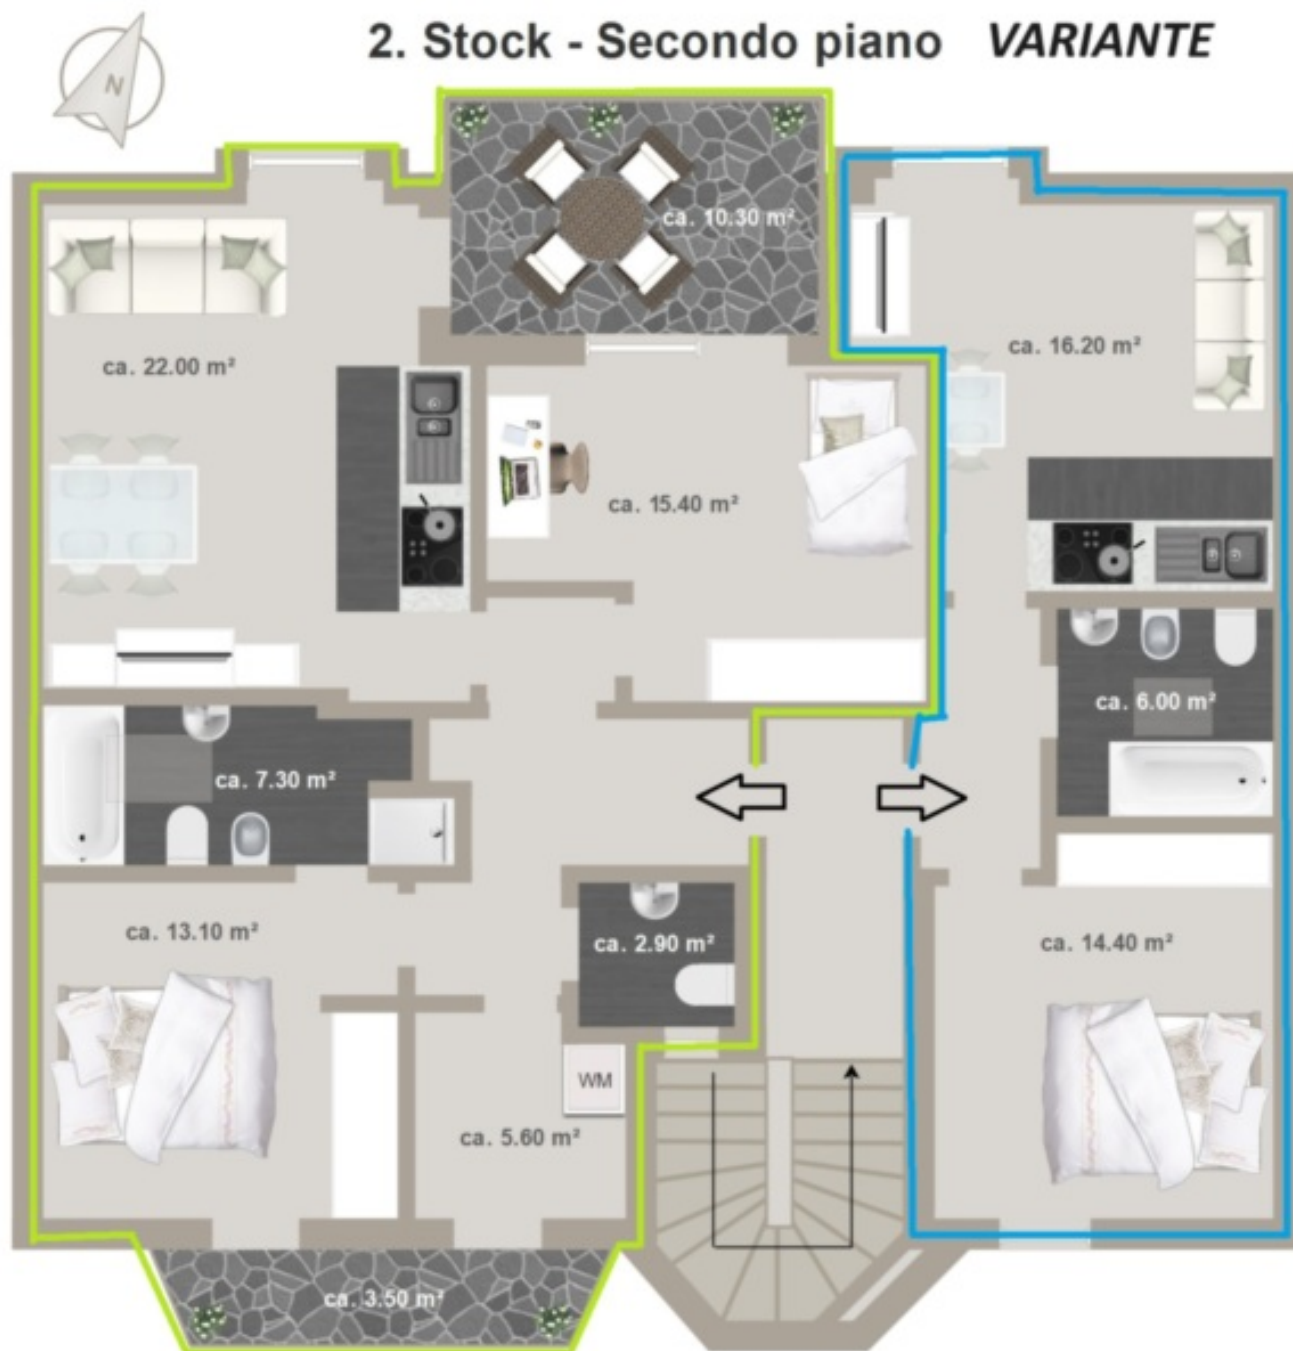 2. Stock - Secondo piano VARIANTE
N
ca. 10.30 m²
ca. 22.00 m²
ca. 16.20 m²
ca. 15.40 m²
ca. 6.00 m²
ca. 7.30 m²
ca. 13.10 m²
ca. 2.90 m²
ca. 14.40 m²
WM
ca. 5.60 m²
ca. 3.50 m²